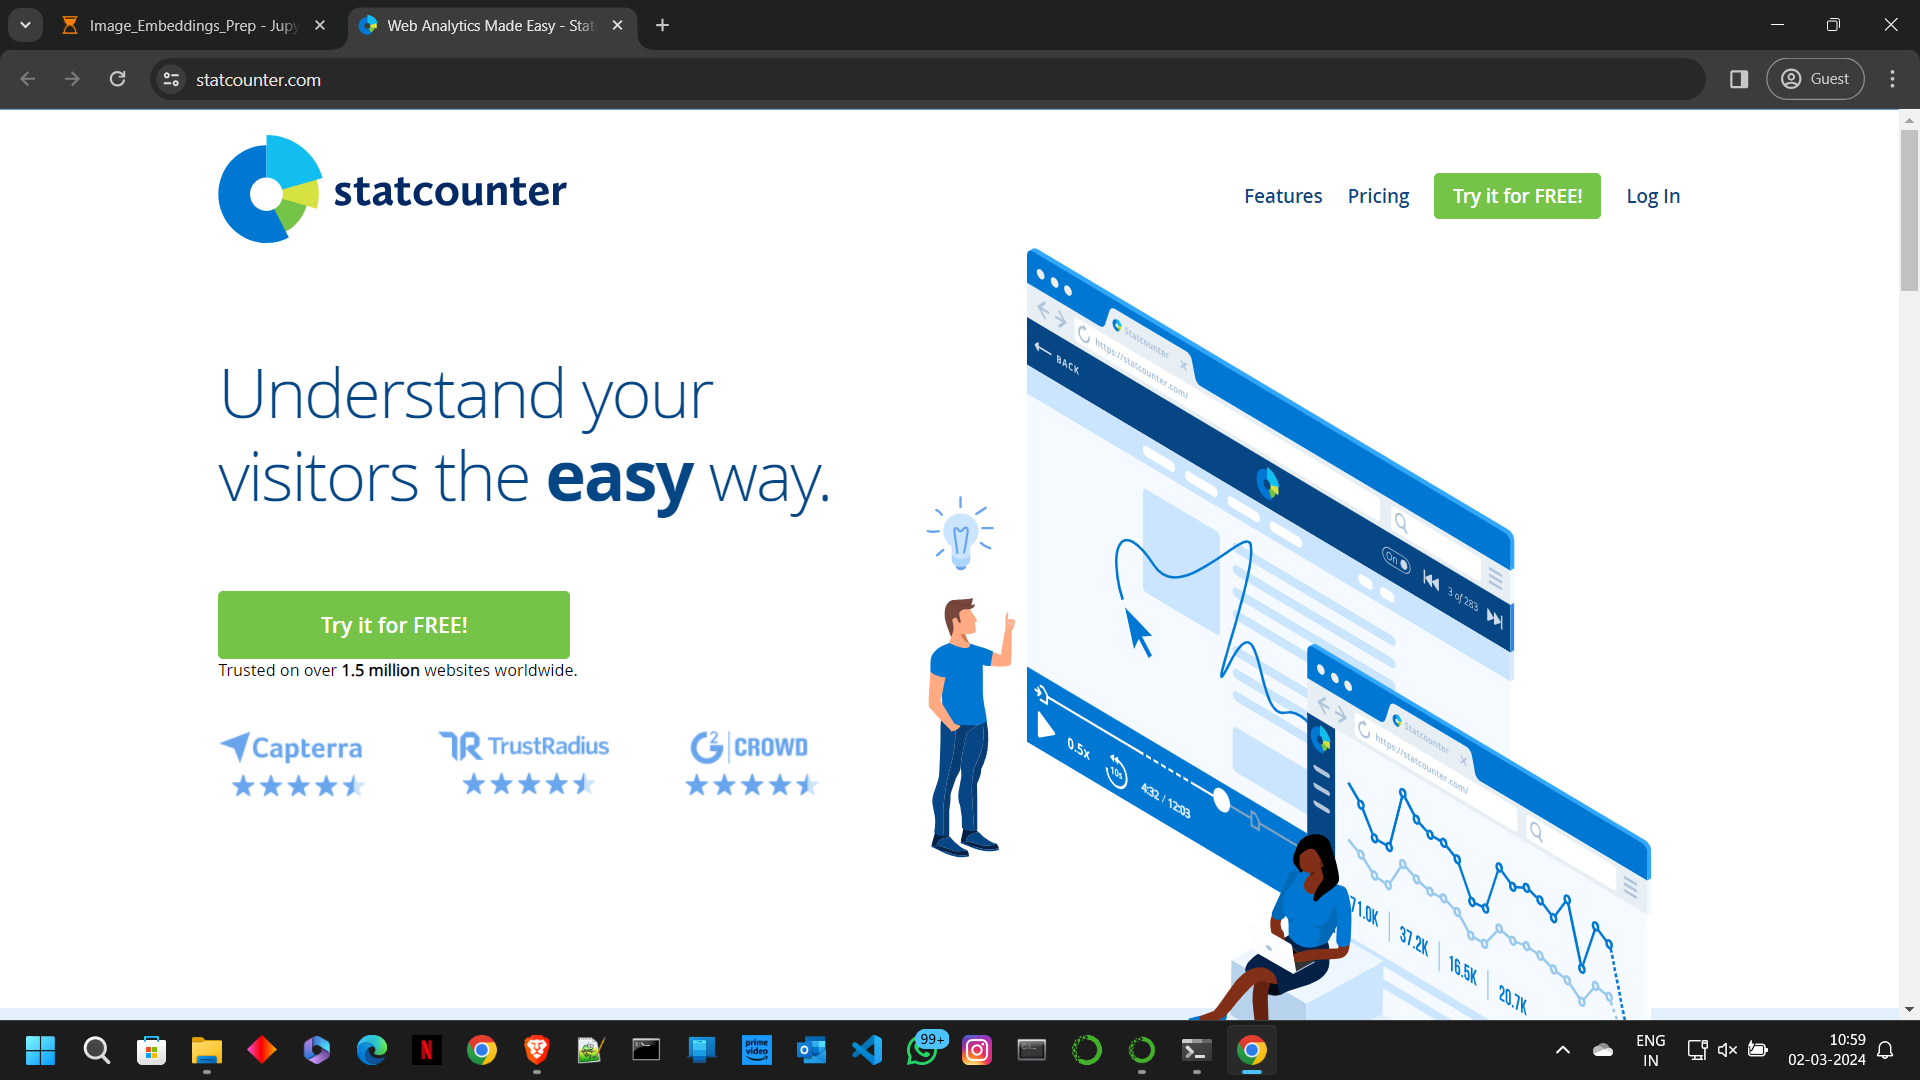 Image_Embeddings_Prep - Jupy
Web Analytics Made Easy - Stat
statcounter.com
Guest
statcounter
Features
Pricing
Try it for FREE!
Log In
Understand your
visitors the easy way.
Try it for FREE!
Trusted on over 1.5 million websites worldwide.
Capterra
TrustRadius
G2 CROWD
Statcounter
https://statcounter.com/
BACK
On
3 of 283
0.5x
10s
4:32 / 12:03
Statcounter
https://statcounter.com/
71.0K
37.2K
16.5K
20.7K
prime
video
99+
ENG
IN
10:59
02-03-2024